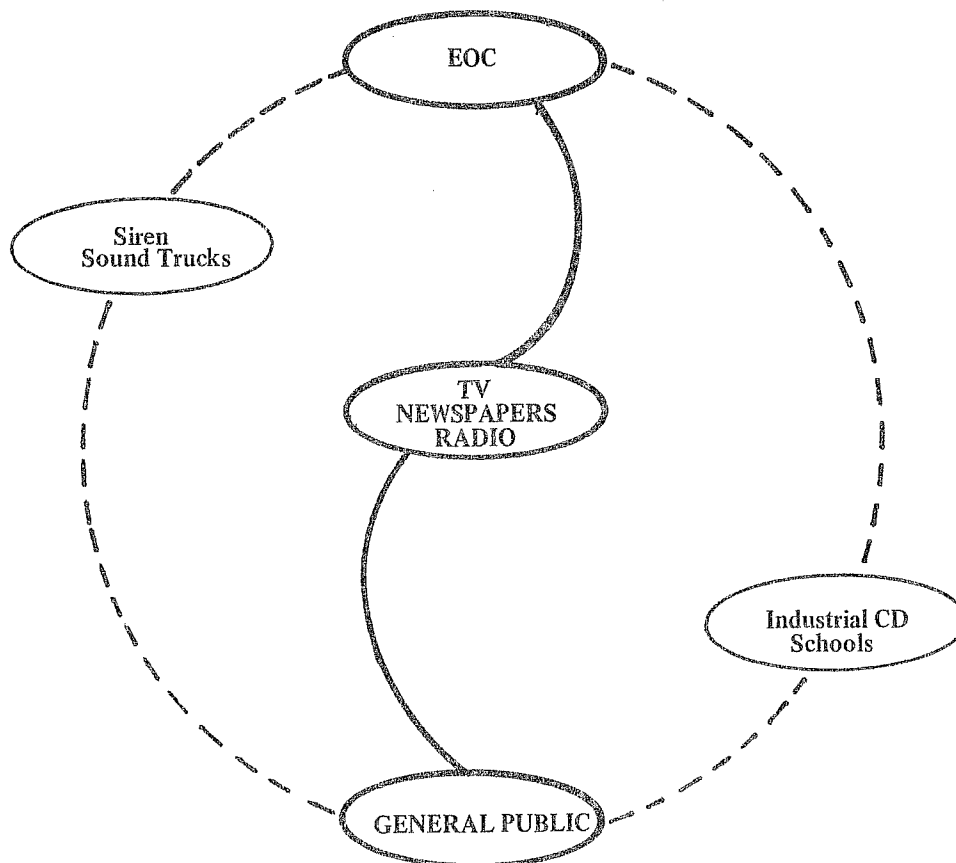 EOC
Siren
Sound Trucks
TV
NEWSPAPERS
RADIO
Industrial CD
Schools
GENERAL PUBLIC